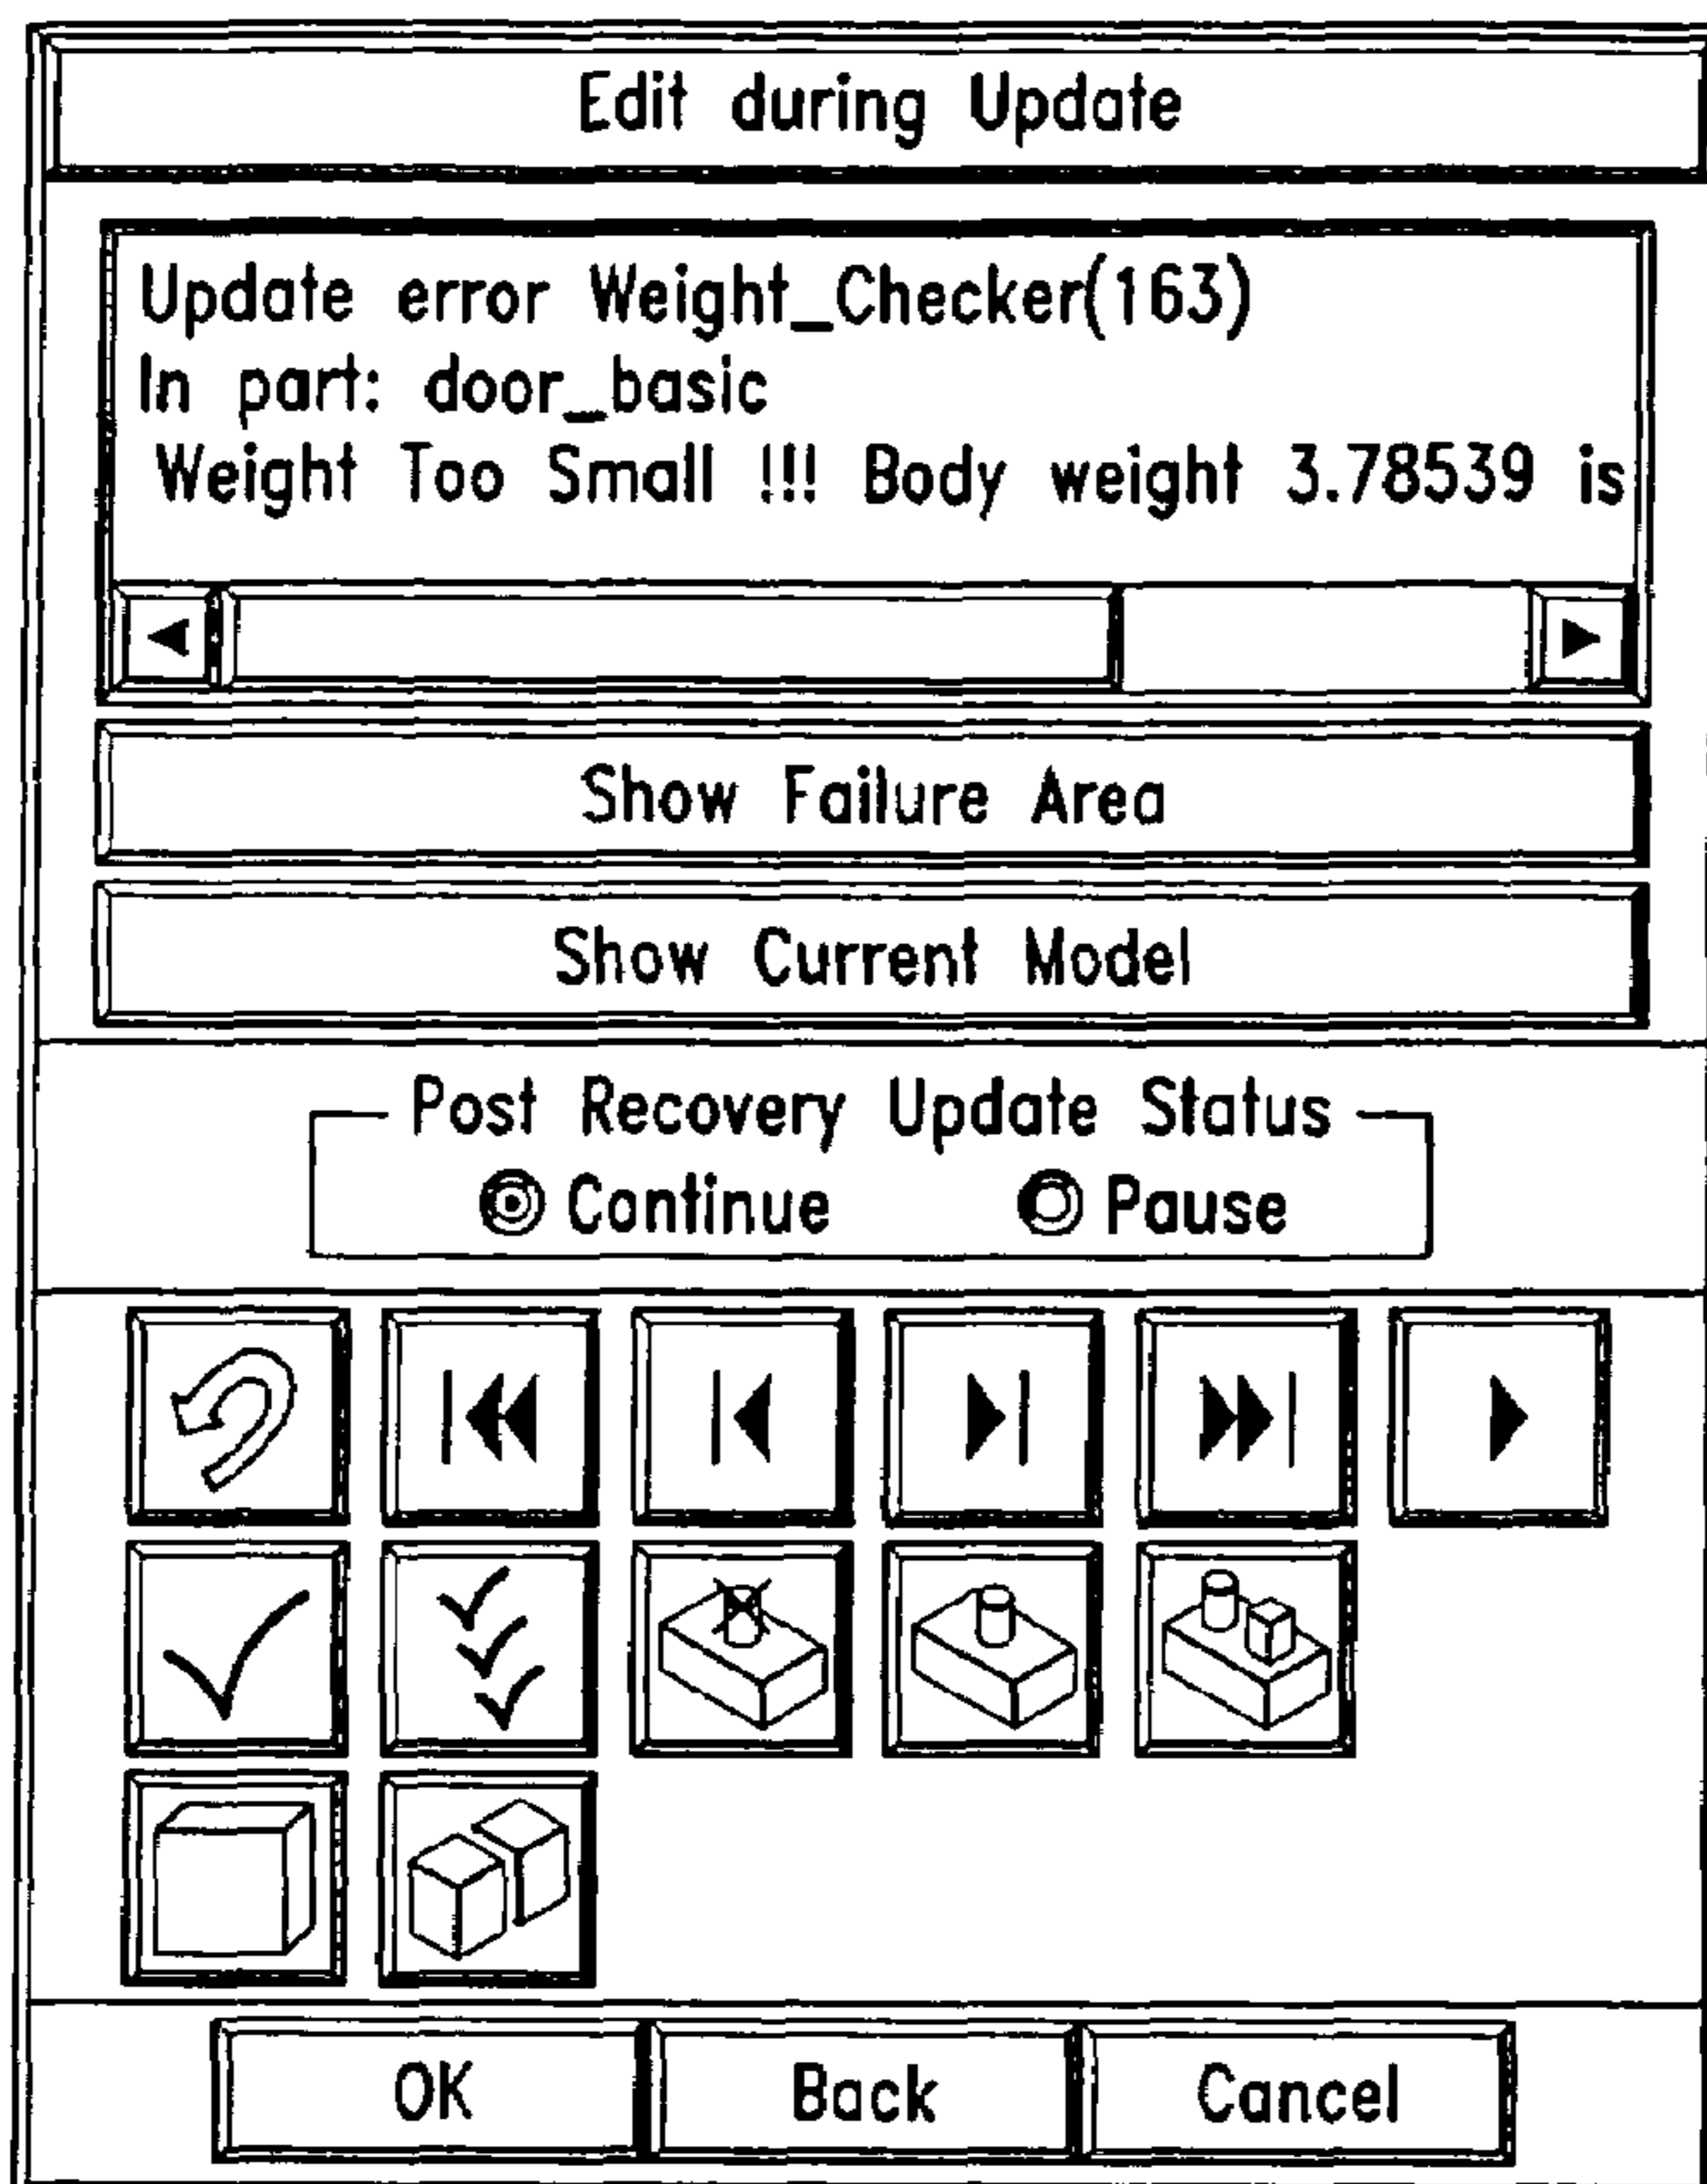 Edit during Update
Update error Weight_Checker(163)
In part: door_basic
Weight Too Small !!! Body weight 3.78539 is
Show Failure Area
Show Current Model
Post Recovery Update Status
Continue Pause
OK Back Cancel